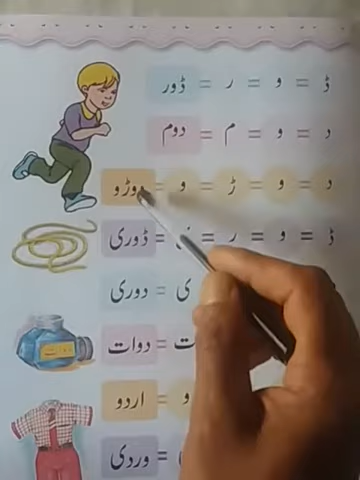 ڈ = و = ر = ڈور
د = و = م = دوم
د = و = ڑ = و = دوڑو
ڈ = و = ر = ی = ڈوری
ی = دوری
ت = دوات
و = اردو
= وردی